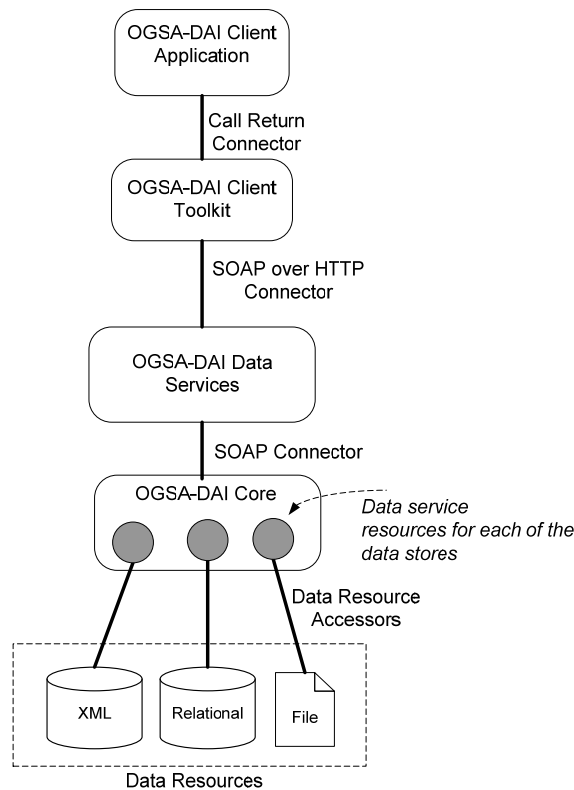 OGSA-DAI Client
Application
Call Return
Connector
OGSA-DAI Client
Toolkit
SOAP over HTTP
Connector
OGSA-DAI Data
Services
SOAP Connector
OGSA-DAI Core
Data service
resources for each of the
data stores
Data Resource
Accessors
XML
Relational
File
Data Resources